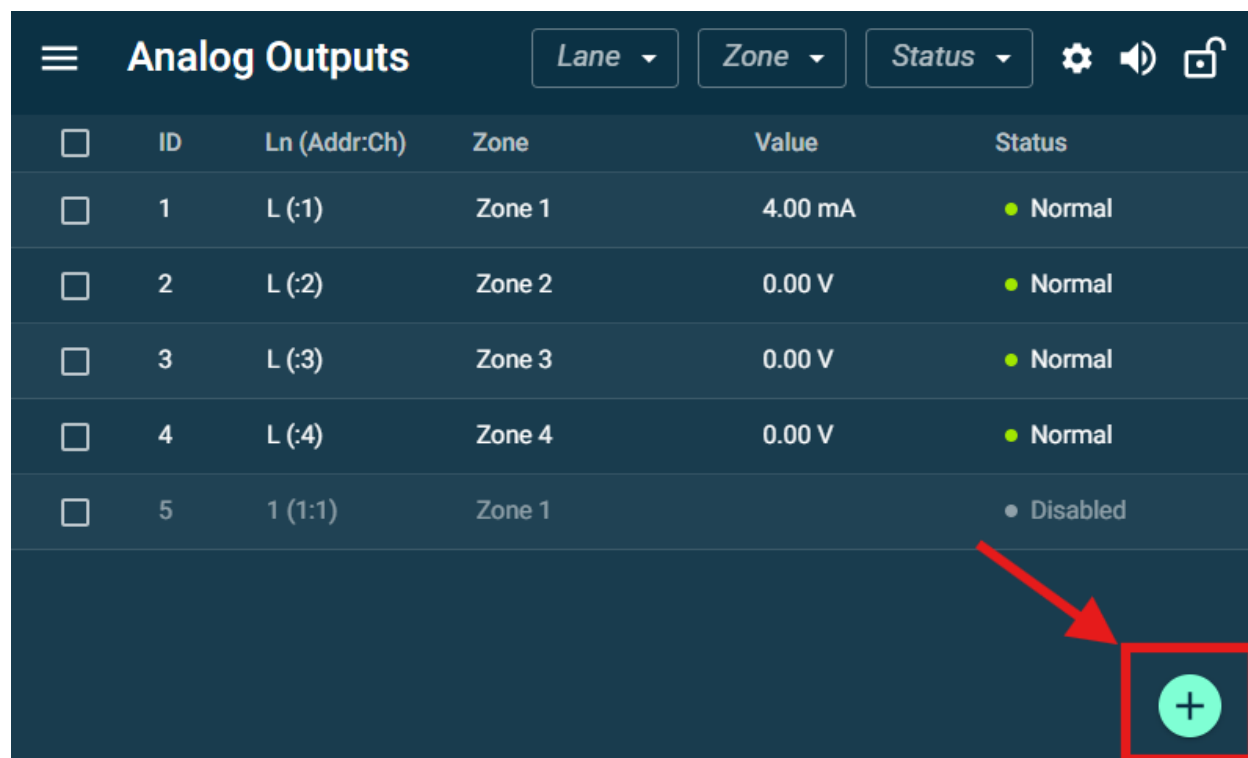 Analog Outputs Lane Zone Status
ID Ln (Addr:Ch) Zone Value Status
1 L (:1) Zone 1 4.00 mA Normal
2 L (:2) Zone 2 0.00 V Normal
3 L (:3) Zone 3 0.00 V Normal
4 L (:4) Zone 4 0.00 V Normal
5 1 (1:1) Zone 1 Disabled